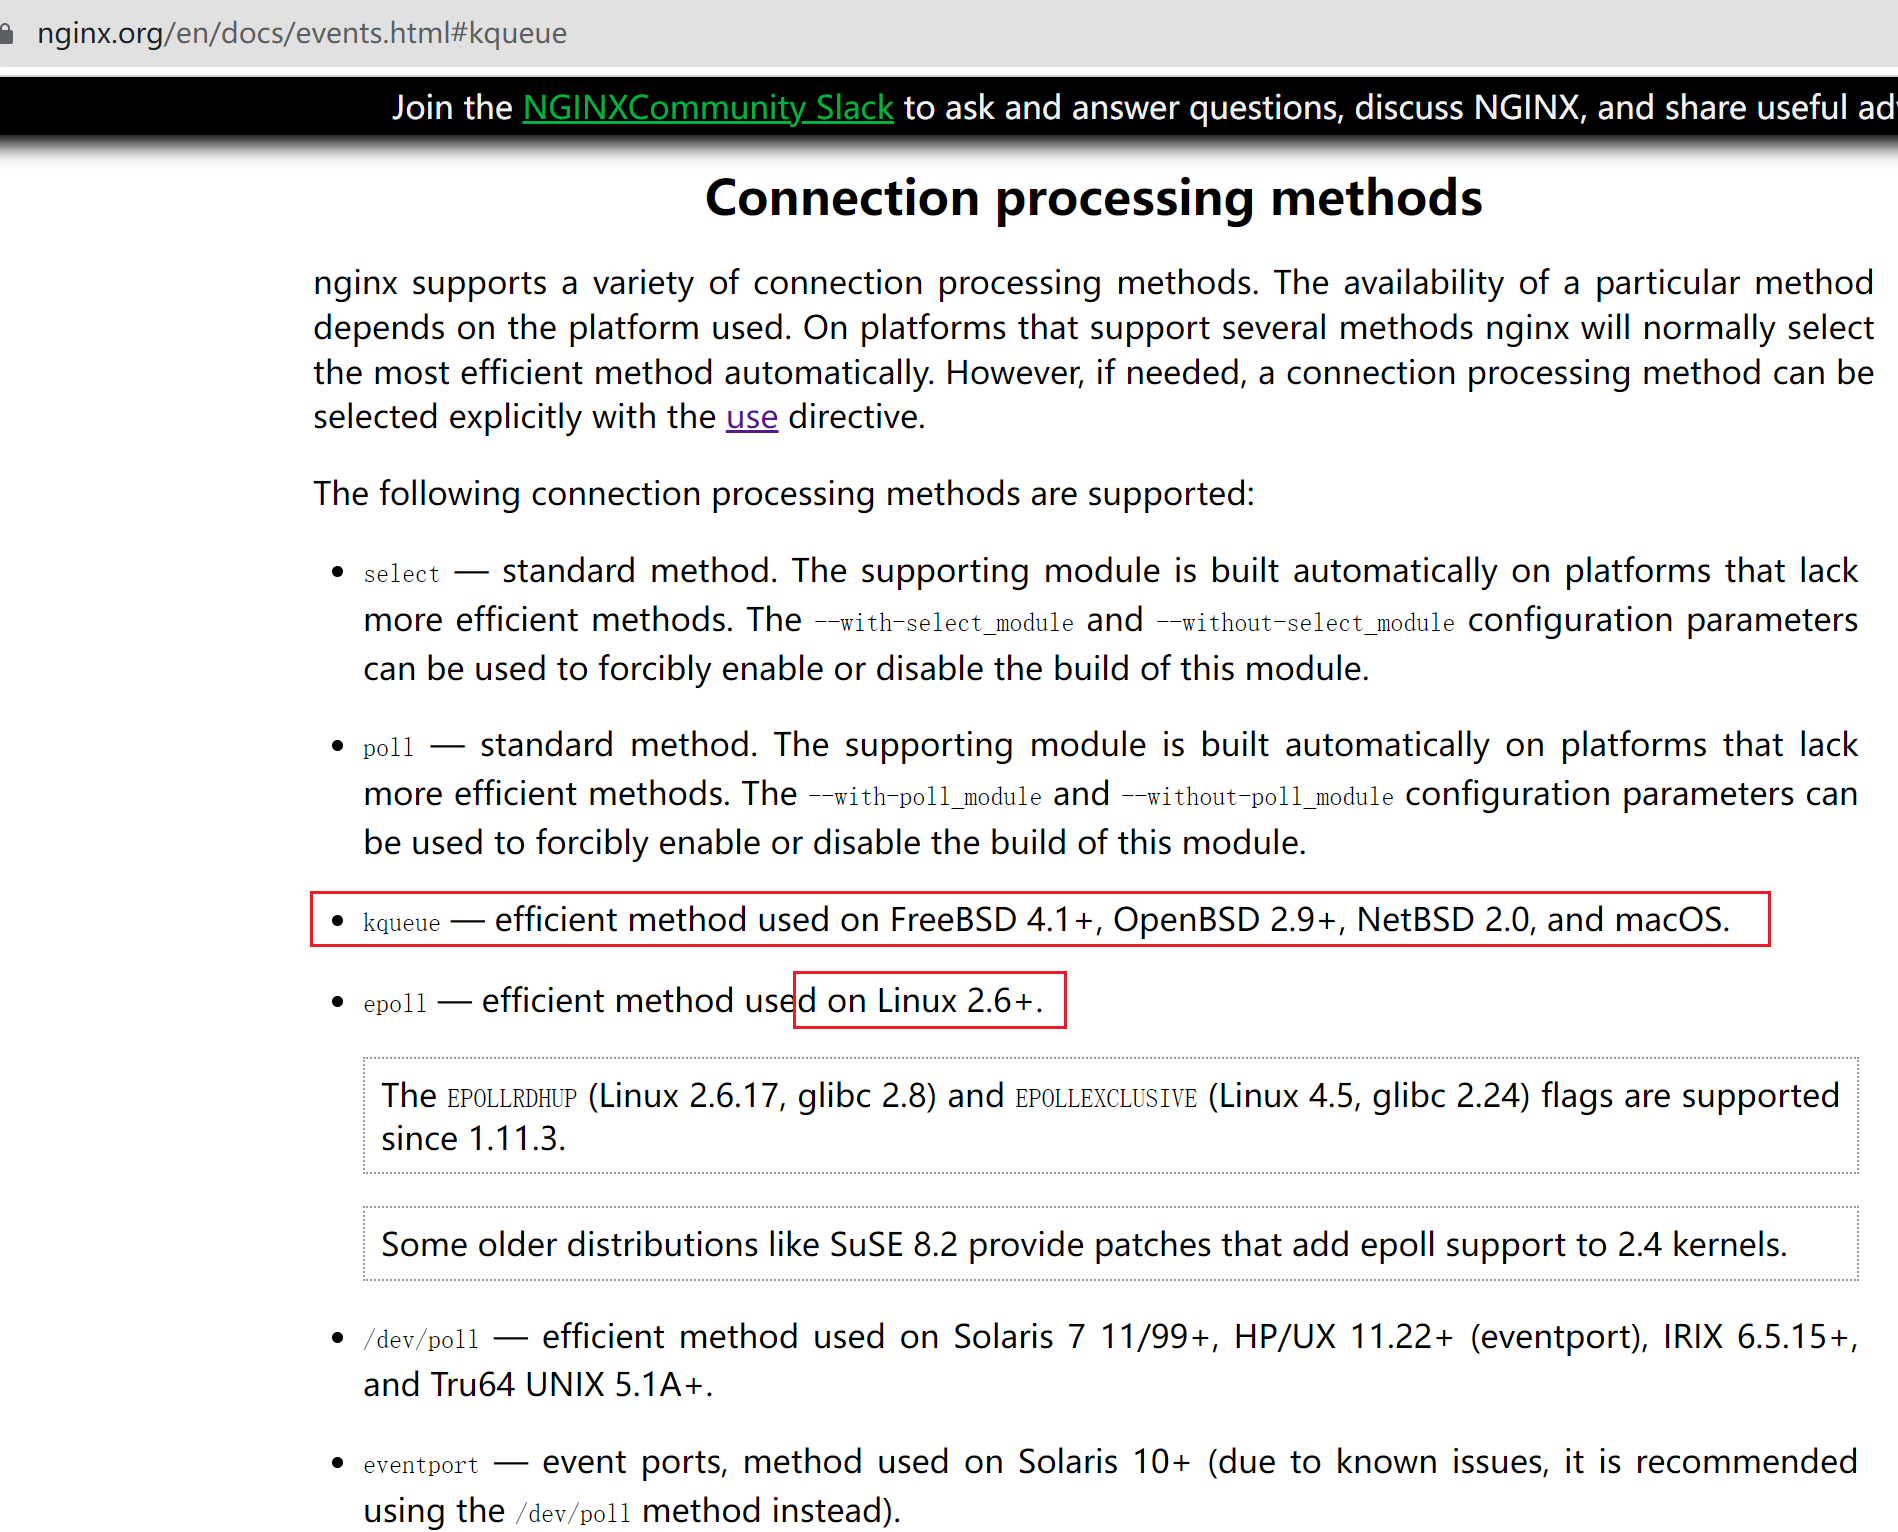 nginx.org/en/docs/events.html#kqueue
Join the NGINXCommunity Slack to ask and answer questions, discuss NGINX, and share useful
Connection processing methods
nginx supports a variety of connection processing methods. The availability of a particular method
depends on the platform used. On platforms that support several methods nginx will normally select
the most efficient method automatically. However, if needed, a connection processing method can be
selected explicitly with the use directive.
The following connection processing methods are supported:
• select — standard method. The supporting module is built automatically on platforms that lack
more efficient methods. The --with-select_module and --without-select_module configuration parameters
can be used to forcibly enable or disable the build of this module.
• poll — standard method. The supporting module is built automatically on platforms that lack
more efficient methods. The --with-poll_module and --without-poll_module configuration parameters can
be used to forcibly enable or disable the build of this module.
• kqueue — efficient method used on FreeBSD 4.1+, OpenBSD 2.9+, NetBSD 2.0, and macOS.
• epoll — efficient method used on Linux 2.6+.
The EPOLLRDHUP (Linux 2.6.17, glibc 2.8) and EPOLLEXCLUSIVE (Linux 4.5, glibc 2.24) flags are supported
since 1.11.3.
Some older distributions like SuSE 8.2 provide patches that add epoll support to 2.4 kernels.
• /dev/poll — efficient method used on Solaris 7 11/99+, HP/UX 11.22+ (eventport), IRIX 6.5.15+,
and Tru64 UNIX 5.1A+.
• eventport — event ports, method used on Solaris 10+ (due to known issues, it is recommended
using the /dev/poll method instead).